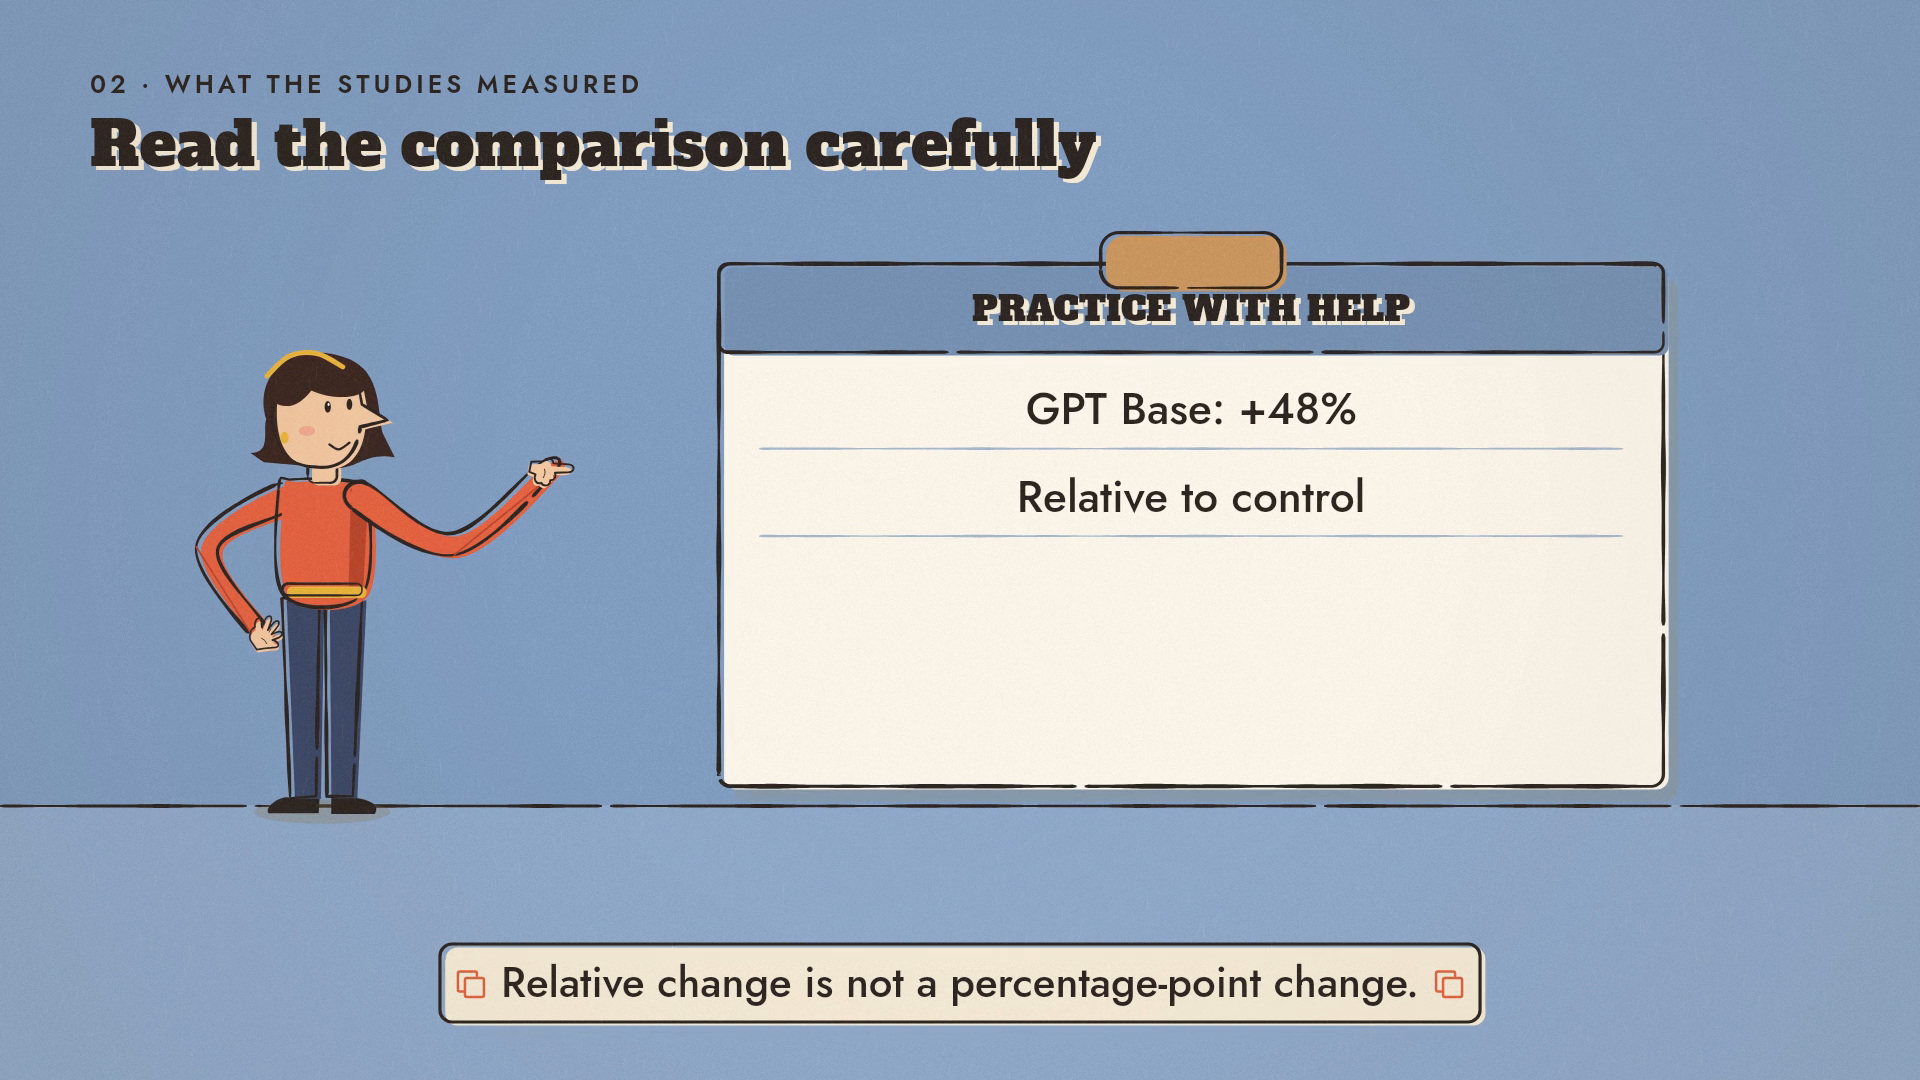 02 · WHAT THE STUDIES MEASURED
Read the comparison carefully
PRACTICE WITH HELP
GPT Base: +48%
Relative to control
Relative change is not a percentage-point change.